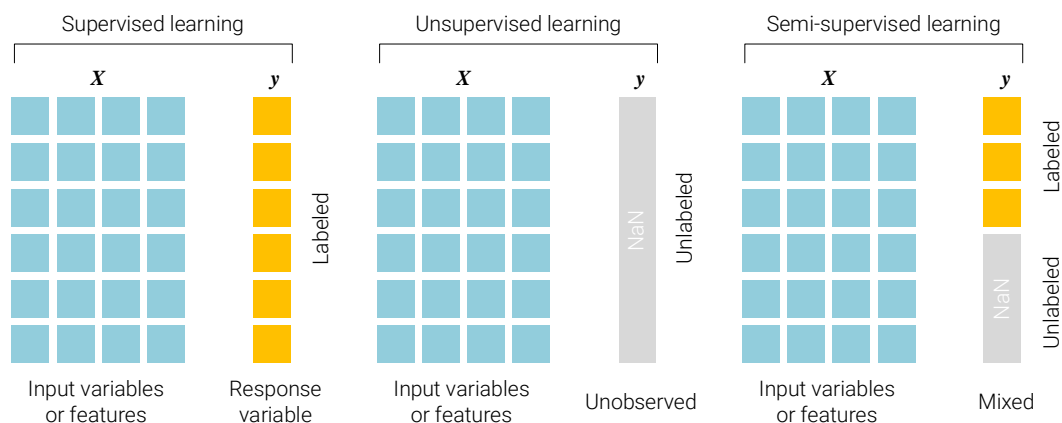 Supervised learning
X
y
Labeled
Input variables
or features
Response
variable
Unsupervised learning
X
y
NaN
Unlabeled
Input variables
or features
Unobserved
Semi-supervised learning
X
y
Labeled
NaN
Unlabeled
Input variables
or features
Mixed